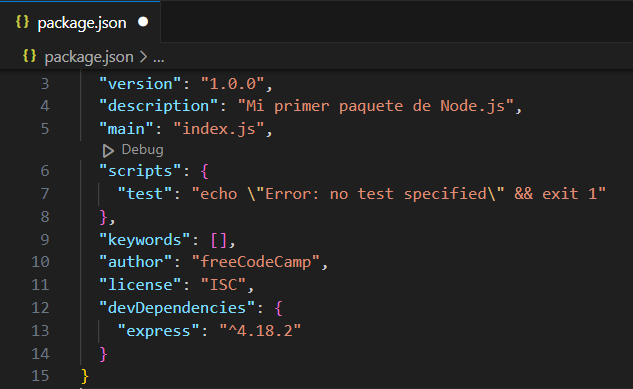 {} package.json ●
{} package.json > ...
3 "version": "1.0.0",
4 "description": "Mi primer paquete de Node.js",
5 "main": "index.js",
Debug
6 "scripts": {
7 "test": "echo \"Error: no test specified\" && exit 1"
8 },
9 "keywords": [],
10 "author": "freeCodeCamp",
11 "license": "ISC",
12 "devDependencies": {
13 "express": "^4.18.2"
14 }
15 }